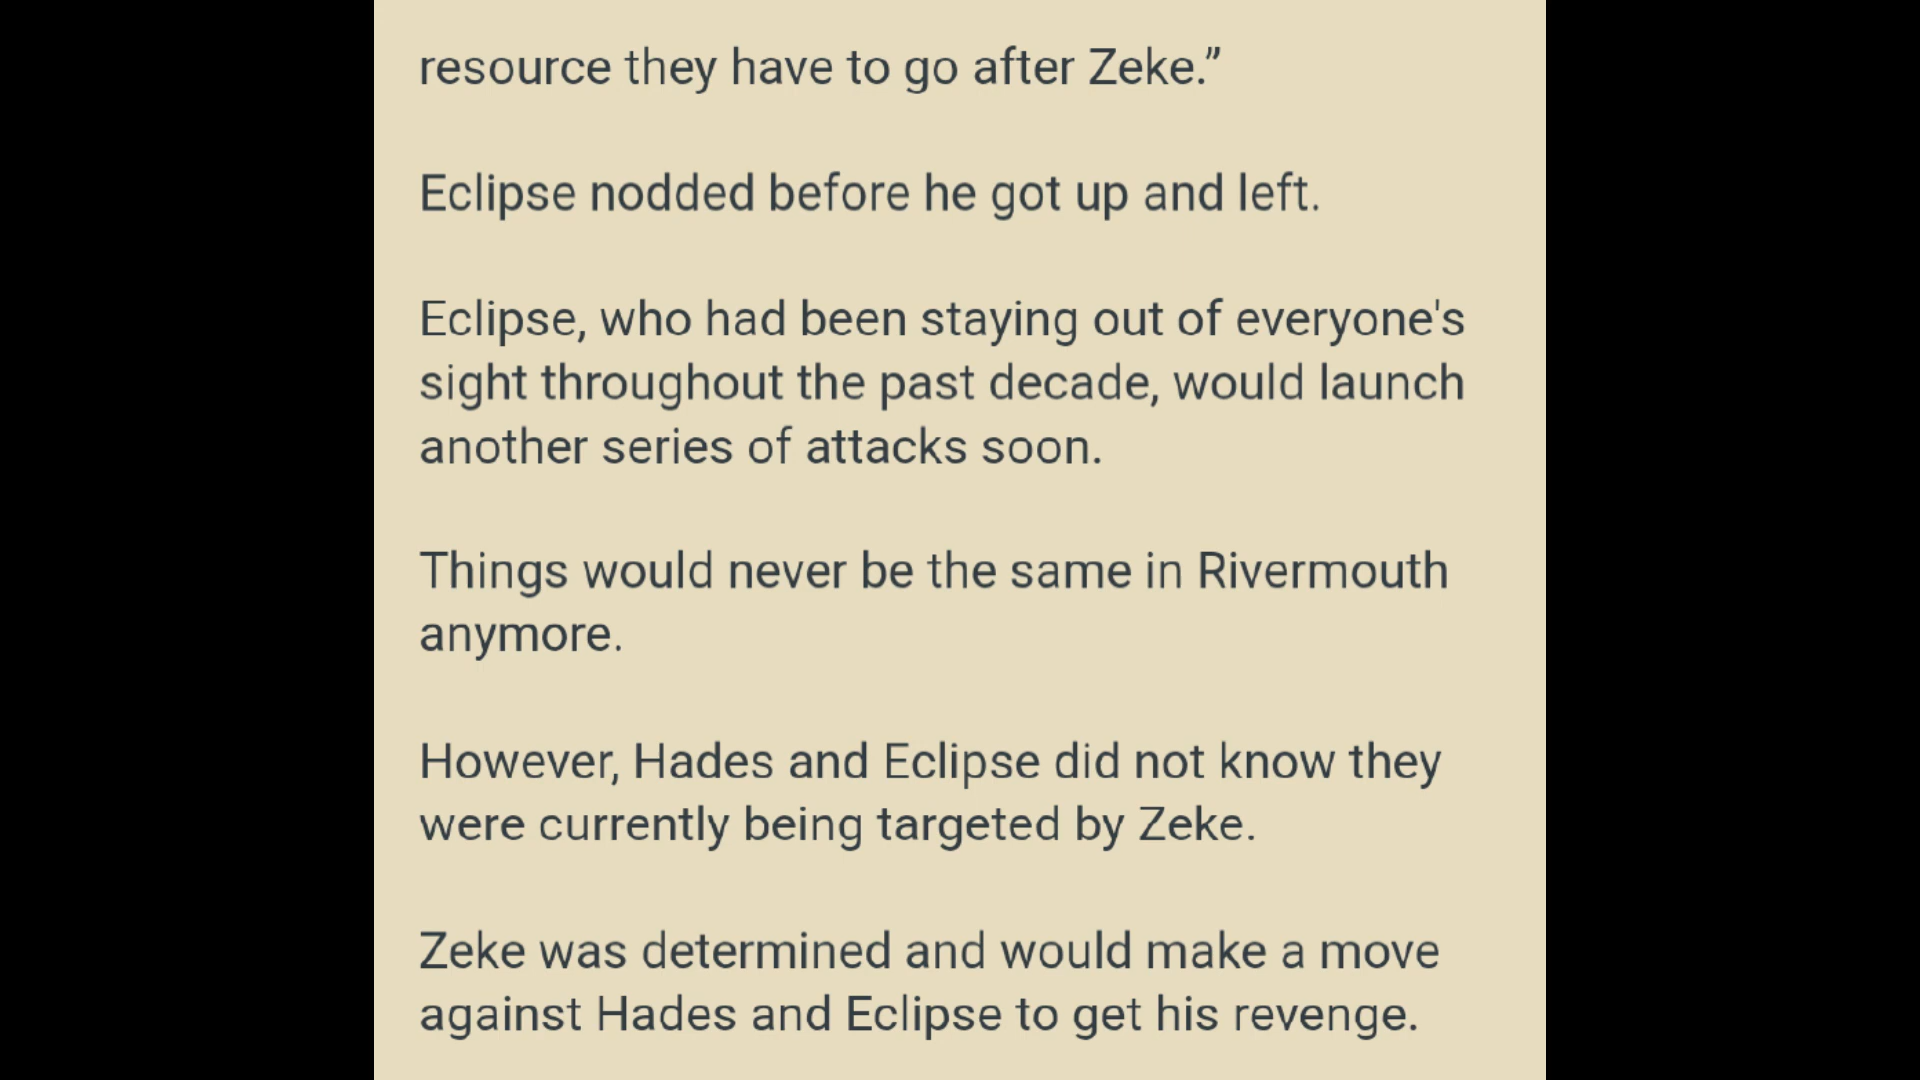 resource they have to go after Zeke.”
Eclipse nodded before he got up and left.
Eclipse, who had been staying out of everyone's
sight throughout the past decade, would launch
another series of attacks soon.
Things would never be the same in Rivermouth
anymore.
However, Hades and Eclipse did not know they
were currently being targeted by Zeke.
Zeke was determined and would make a move
against Hades and Eclipse to get his revenge.